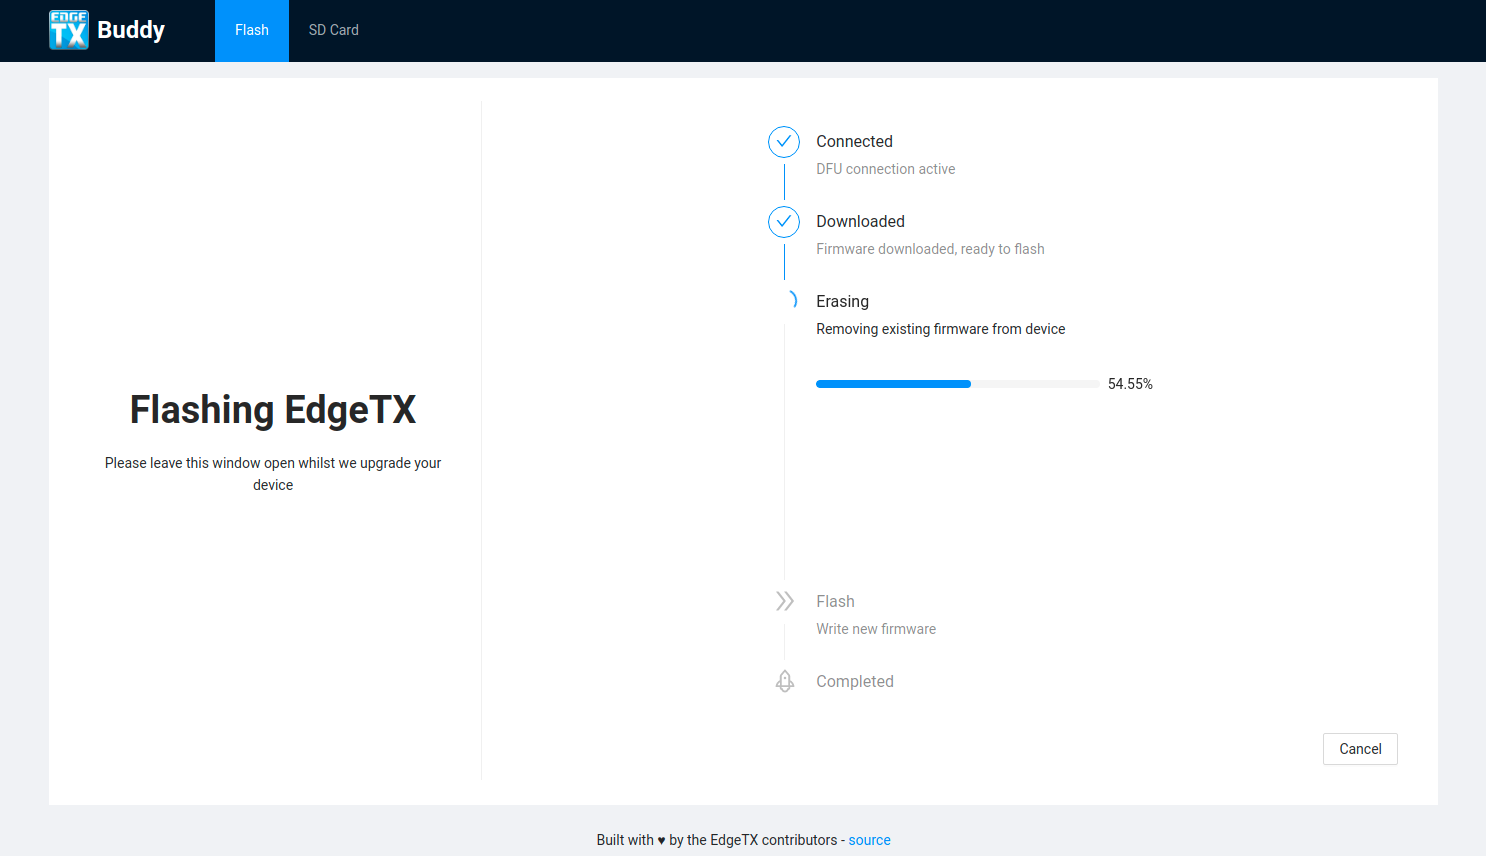 EDGE
TX
Buddy
Flash
SD Card
Flashing EdgeTX
Please leave this window open whilst we upgrade your
device
Connected
DFU connection active
Downloaded
Firmware downloaded, ready to flash
Erasing
Removing existing firmware from device
54.55%
Flash
Write new firmware
Completed
Cancel
Built with ♥ by the EdgeTX contributors - source